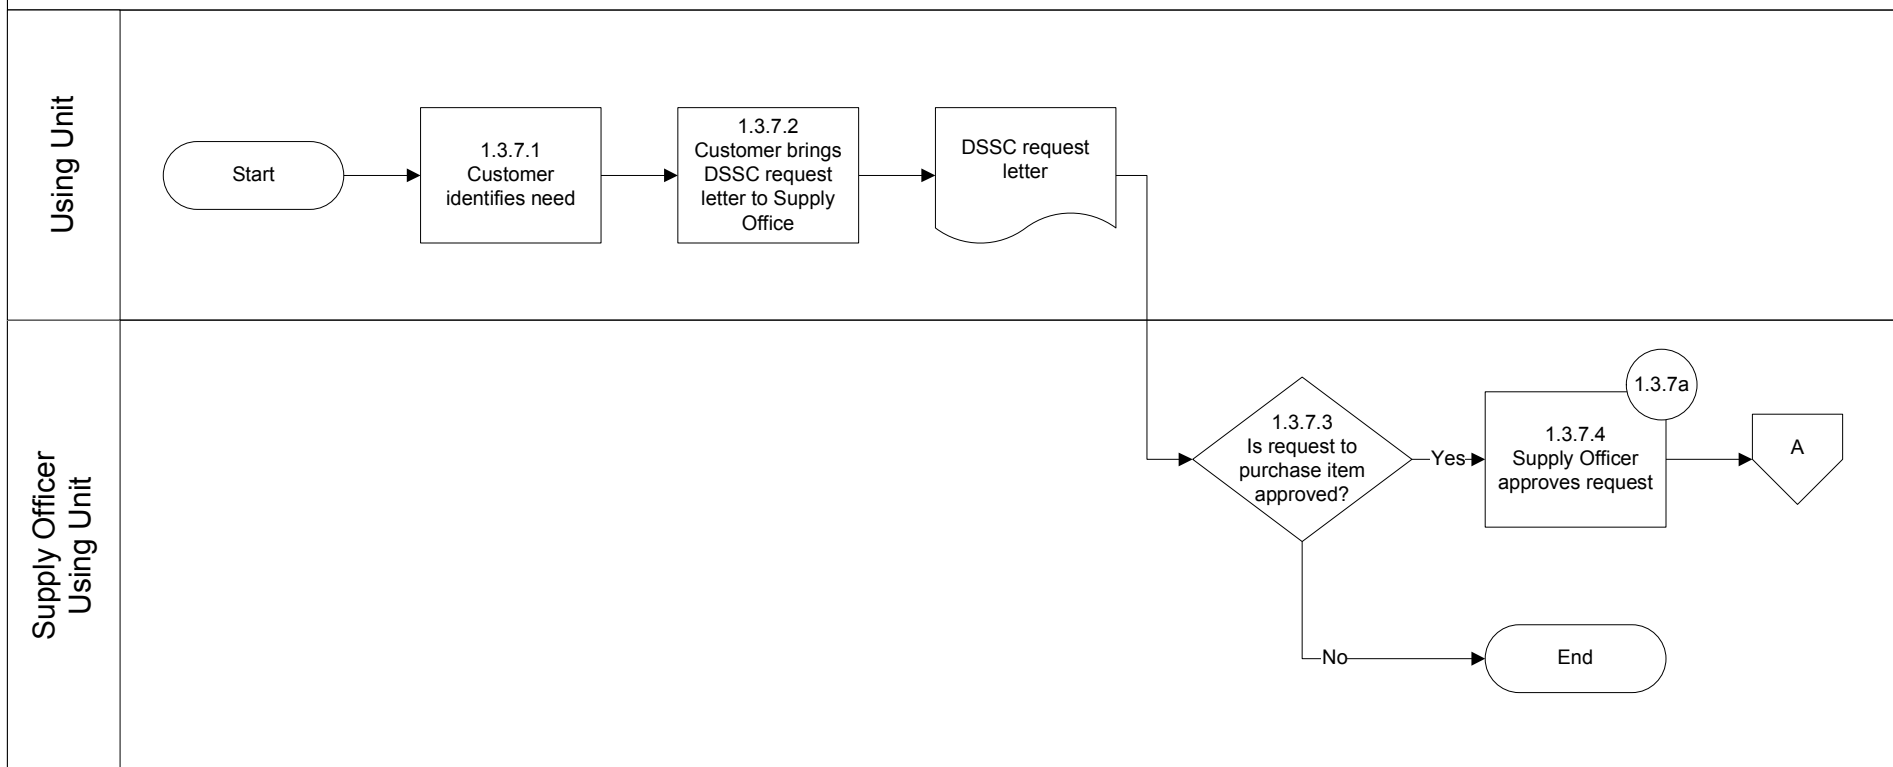 Using Unit
Start
1.3.7.1
Customer
identifies need
1.3.7.2
Customer brings
DSSC request
letter to Supply
Office
DSSC request
letter
Supply Officer
Using Unit
1.3.7.3
Is request to
purchase item
approved?
Yes
1.3.7a
1.3.7.4
Supply Officer
approves request
A
No
End